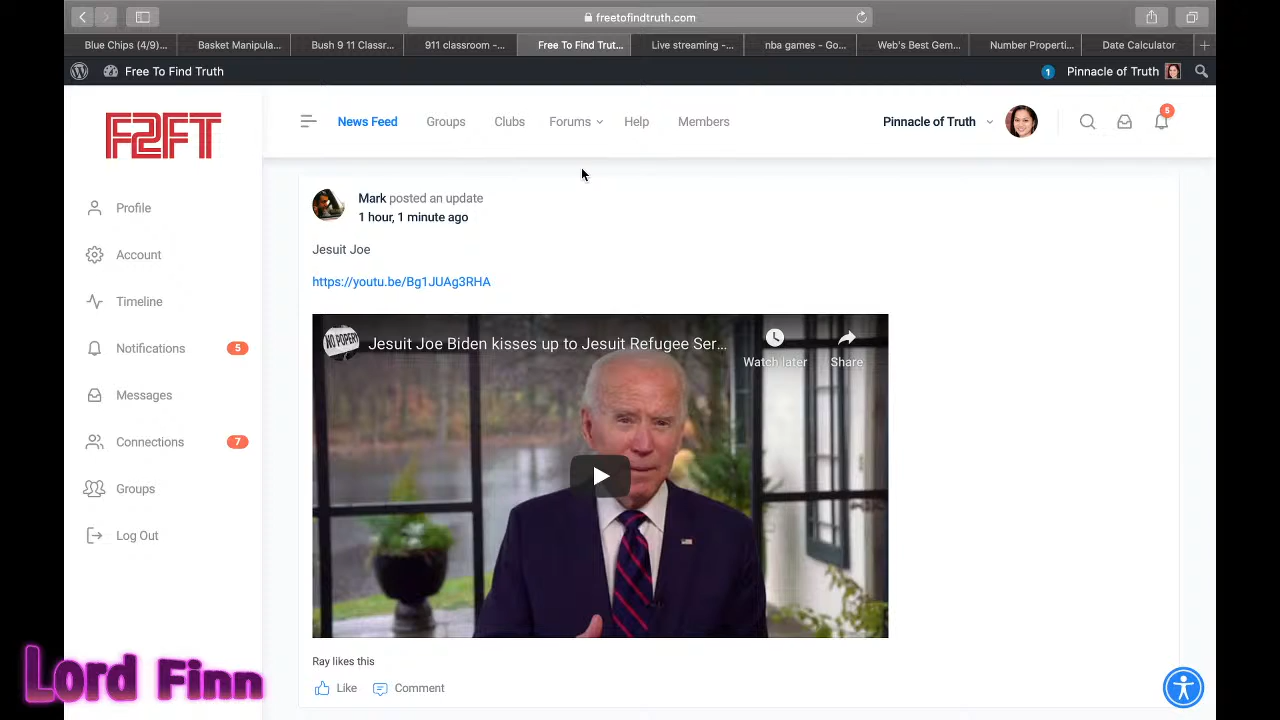 freetofindtruth.com
Blue Chips (4/9)...
Basket Manipula...
Bush 9 11 Classr...
911 classroom -...
Free To Find Trut...
Live streaming -...
nba games - Go...
Web's Best Gem...
Number Properti...
Date Calculator
Free To Find Truth
1
Pinnacle of Truth
F2FT
News Feed
Groups
Clubs
Forums
Help
Members
Pinnacle of Truth
5
Profile
Account
Timeline
Notifications
5
Messages
Connections
7
Groups
Log Out
Mark posted an update
1 hour, 1 minute ago
Jesuit Joe
https://youtu.be/Bg1JUAg3RHA
NO POPERY
Jesuit Joe Biden kisses up to Jesuit Refugee Ser...
Watch later
Share
Ray likes this
Like
Comment
Lord Finn